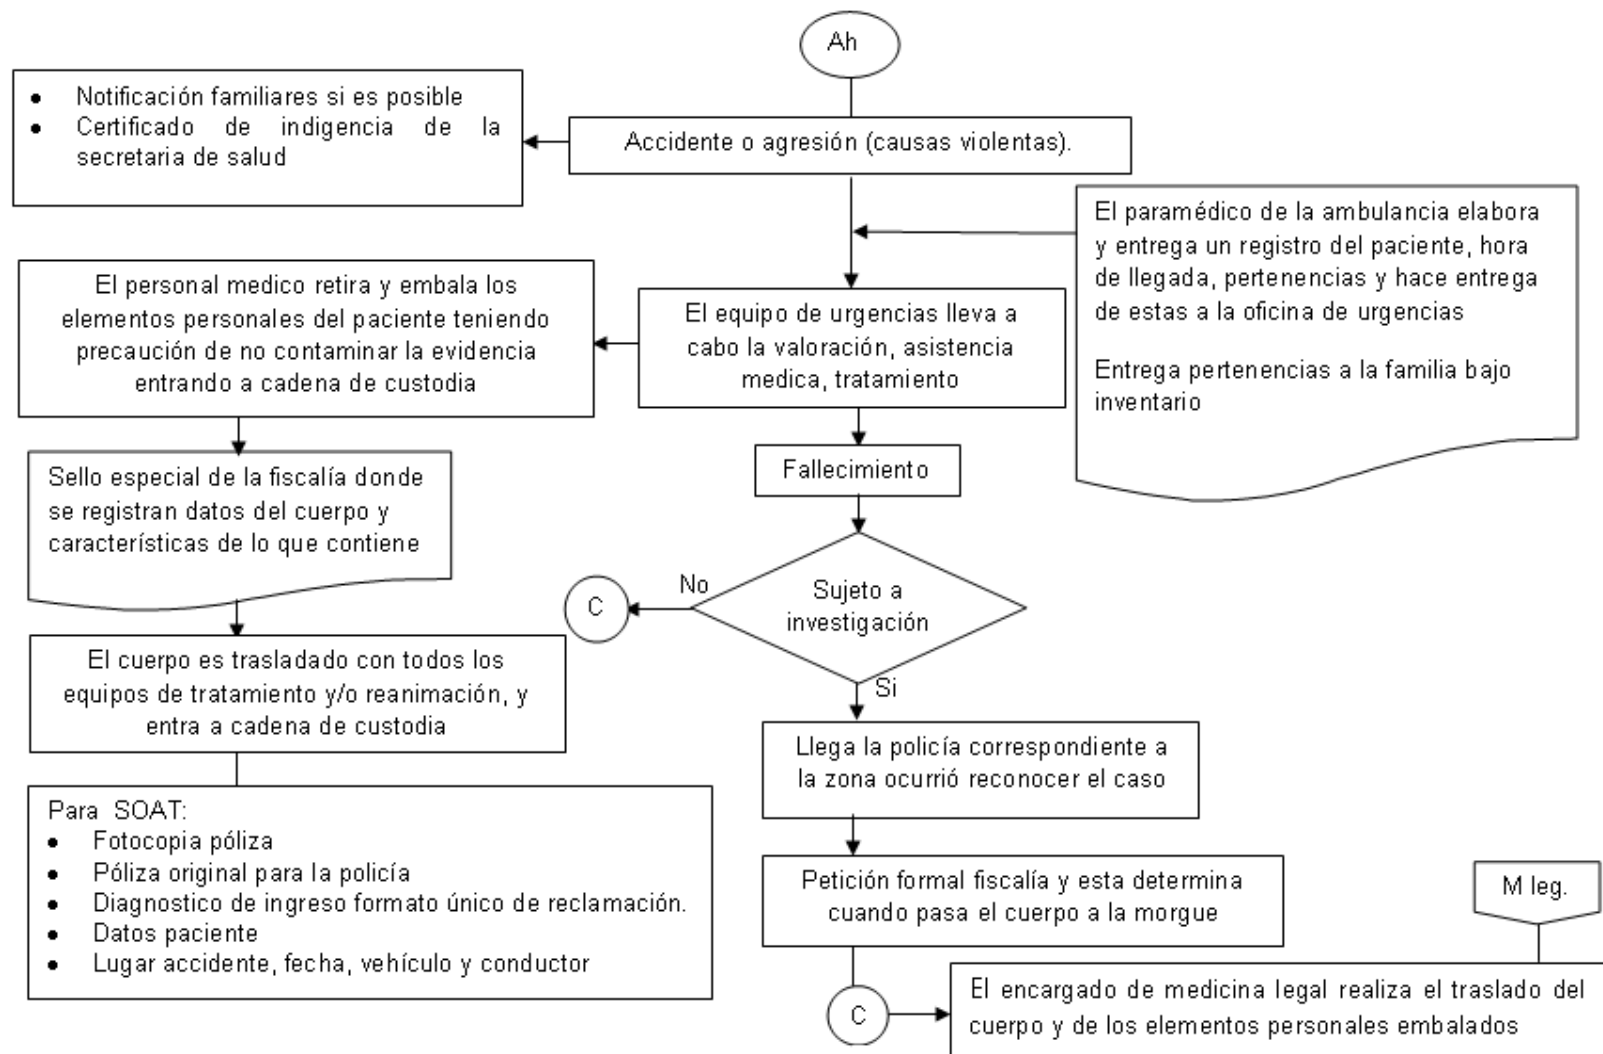 Ah
• Notificación familiares si es posible
• Certificado de indigencia de la
secretaria de salud
Accidente o agresión (causas violentas).
El paramédico de la ambulancia elabora
y entrega un registro del paciente, hora
de llegada, pertenencias y hace entrega
de estas a la oficina de urgencias
Entrega pertenencias a la familia bajo
inventario
El personal medico retira y embala los
elementos personales del paciente teniendo
precaución de no contaminar la evidencia
entrando a cadena de custodia
El equipo de urgencias lleva a
cabo la valoración, asistencia
medica, tratamiento
Sello especial de la fiscalía donde
se registran datos del cuerpo y
características de lo que contiene
Fallecimiento
Sujeto a
investigación
No
C
Si
El cuerpo es trasladado con todos los
equipos de tratamiento y/o reanimación, y
entra a cadena de custodia
Llega la policía correspondiente a
la zona ocurrió reconocer el caso
Para SOAT:
• Fotocopia póliza
• Póliza original para la policía
• Diagnostico de ingreso formato único de reclamación.
• Datos paciente
• Lugar accidente, fecha, vehículo y conductor
Petición formal fiscalía y esta determina
cuando pasa el cuerpo a la morgue
M leg.
C
El encargado de medicina legal realiza el traslado del
cuerpo y de los elementos personales embalados